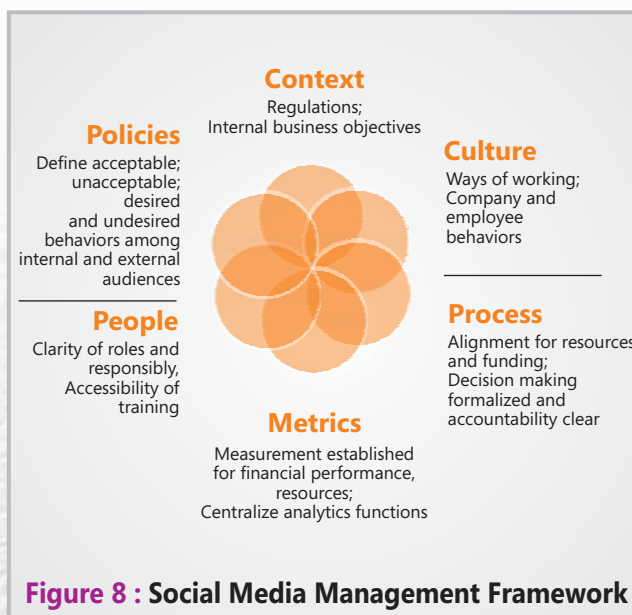 Context
Regulations;
Internal business objectives
Policies
Define acceptable;
unacceptable;
desired
and undesired
behaviors among
internal and external
audiences
Culture
Ways of working;
Company and
employee
behaviors
People
Clarity of roles and
responsibly,
Accessibility of
training
Process
Alignment for resources
and funding;
Decision making
formalized and
accountability clear
Metrics
Measurement established
for financial performance,
resources;
Centralize analytics functions
Figure 8 : Social Media Management Framework